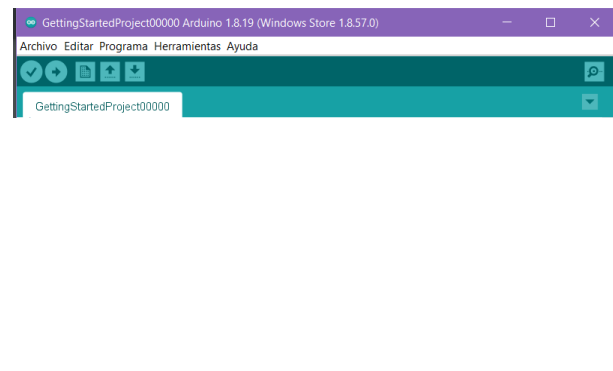 GettingStartedProject00000 Arduino 1.8.19 (Windows Store 1.8.57.0)
Archivo Editar Programa Herramientas Ayuda
GettingStartedProject00000